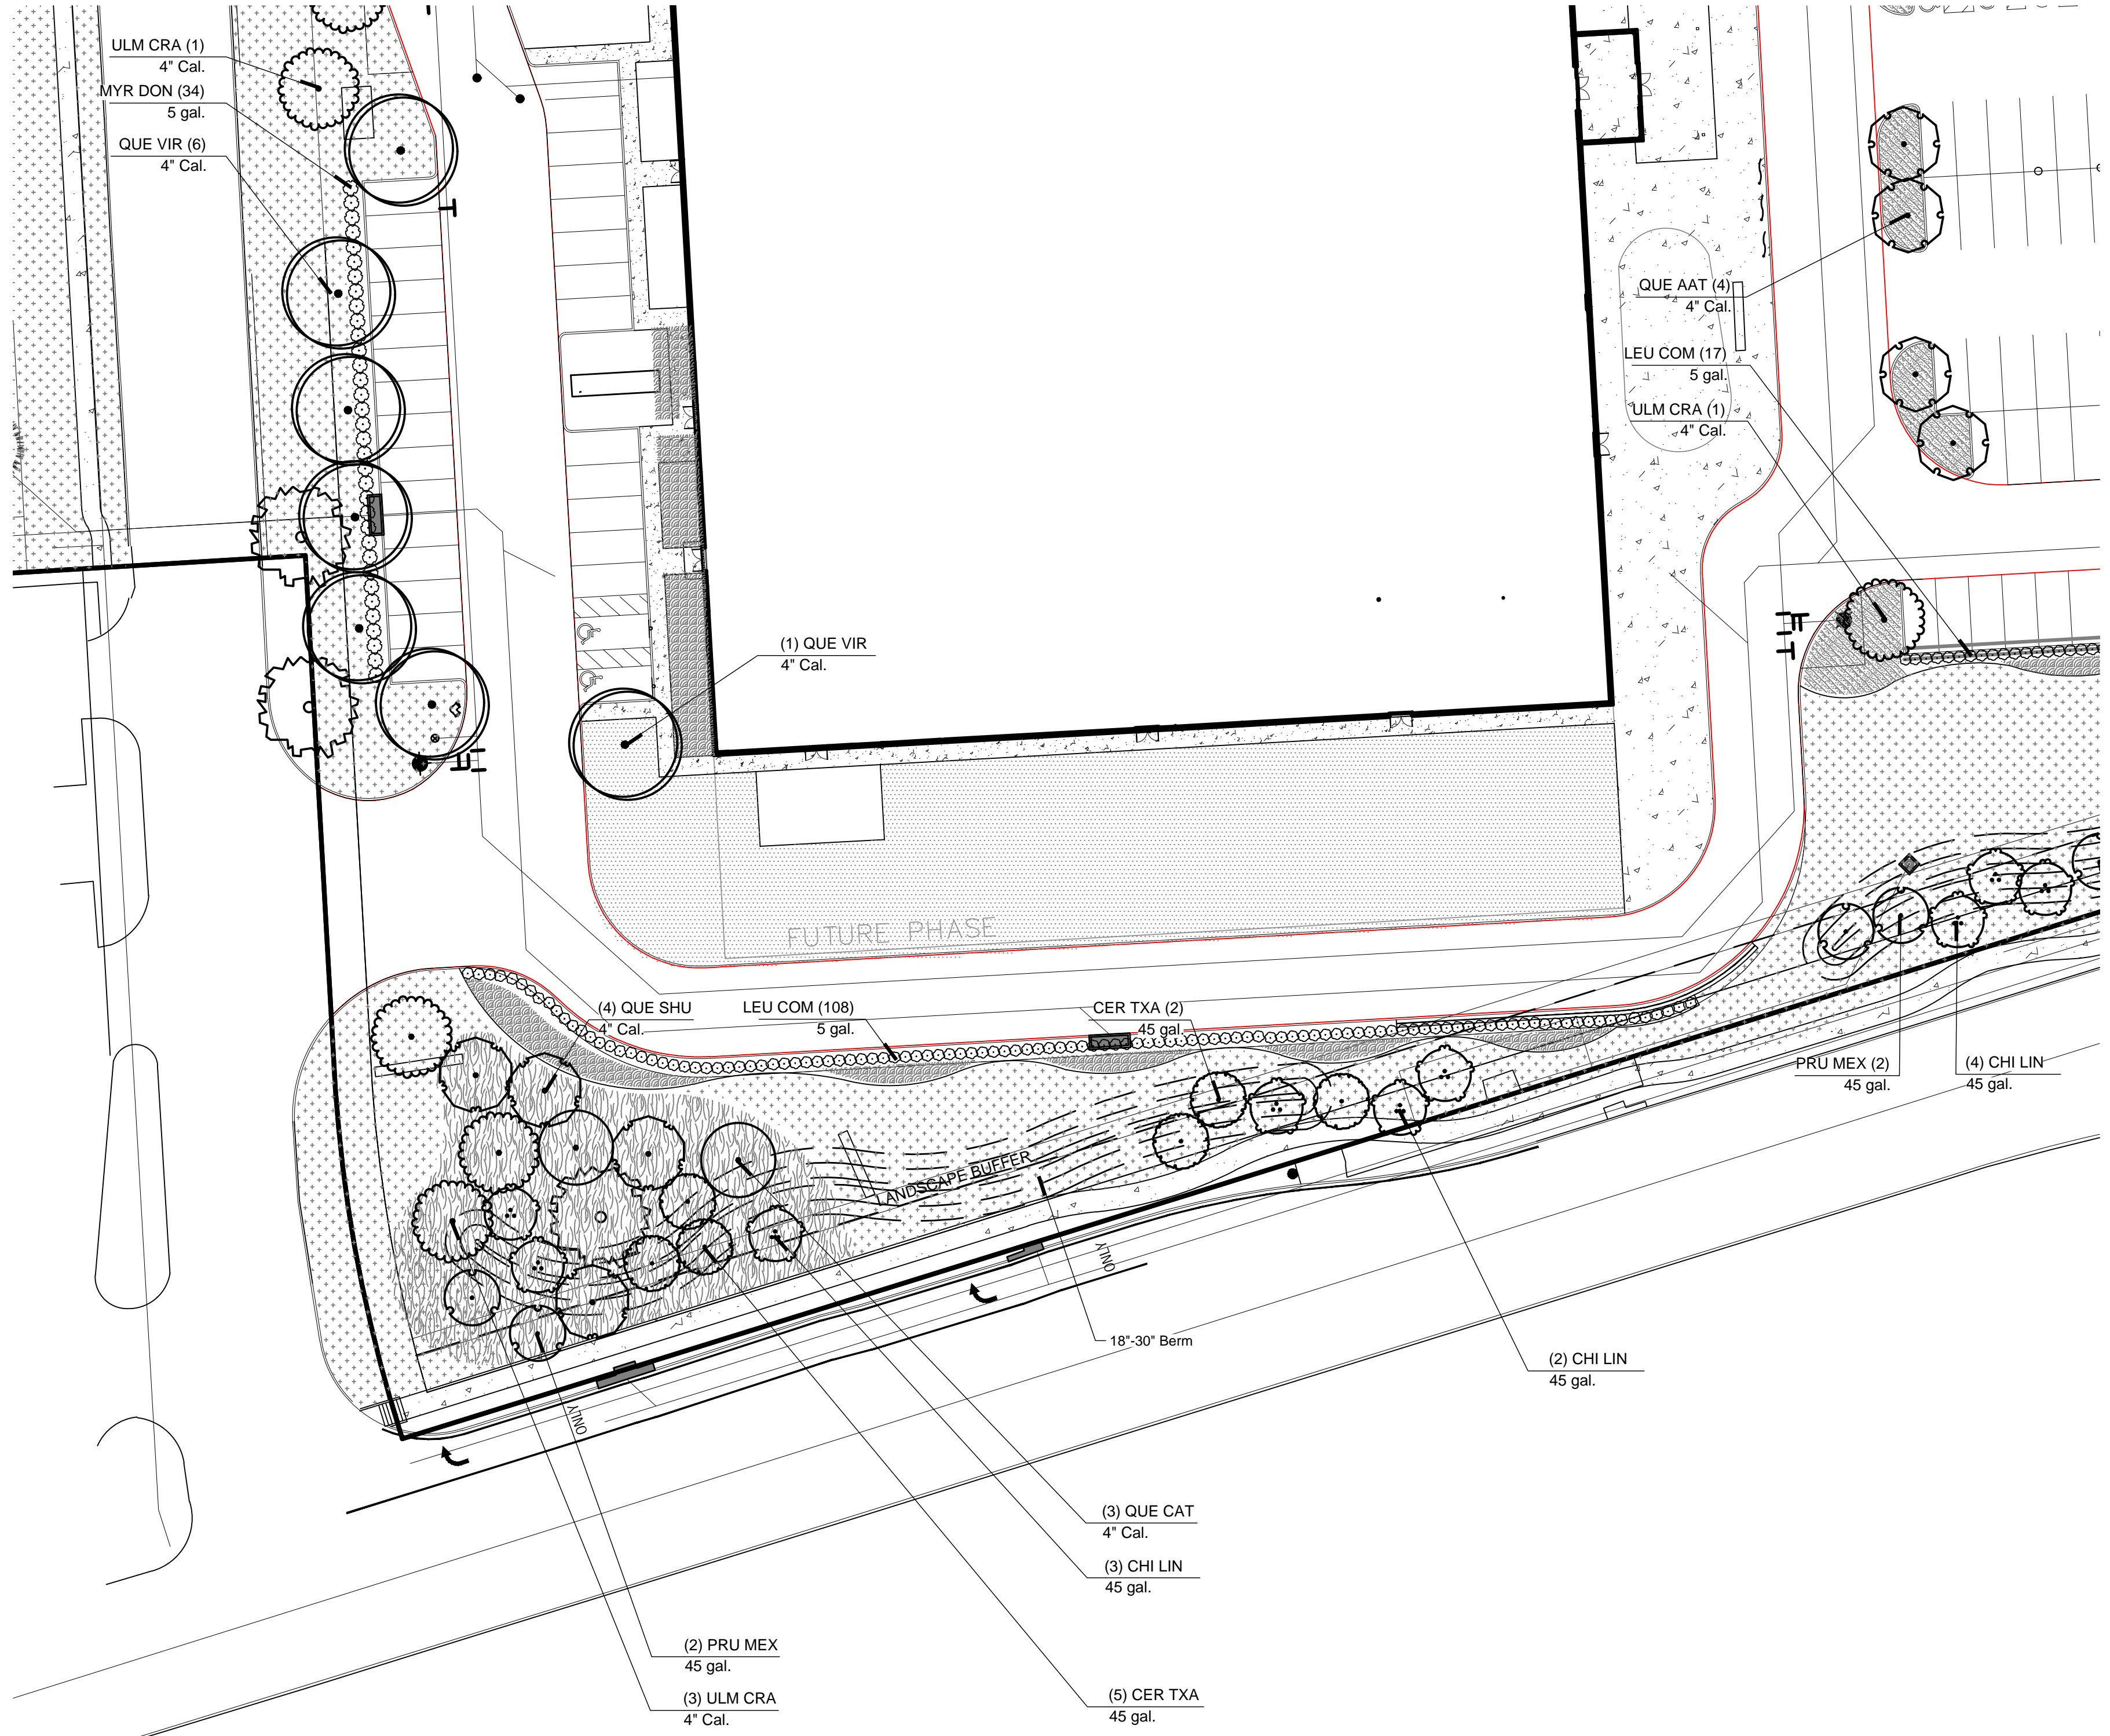 ULM CRA (1)
4" Cal.
MYR DON (34)
5 gal.
QUE VIR (6)
4" Cal.
QUE AAT (4)
4" Cal.
LEU COM (17)
5 gal.
ULM CRA (1)
4" Cal.
(1) QUE VIR
4" Cal.
FUTURE PHASE
(4) QUE SHU
4" Cal.
LEU COM (108)
5 gal.
CER TXA (2)
45 gal.
PRU MEX (2)
45 gal.
(4) CHI LIN
45 gal.
LANDSCAPE BUFFER
ONLY
18"-30" Berm
(2) CHI LIN
45 gal.
ONLY
(3) QUE CAT
4" Cal.
(3) CHI LIN
45 gal.
(2) PRU MEX
45 gal.
(3) ULM CRA
4" Cal.
(5) CER TXA
45 gal.